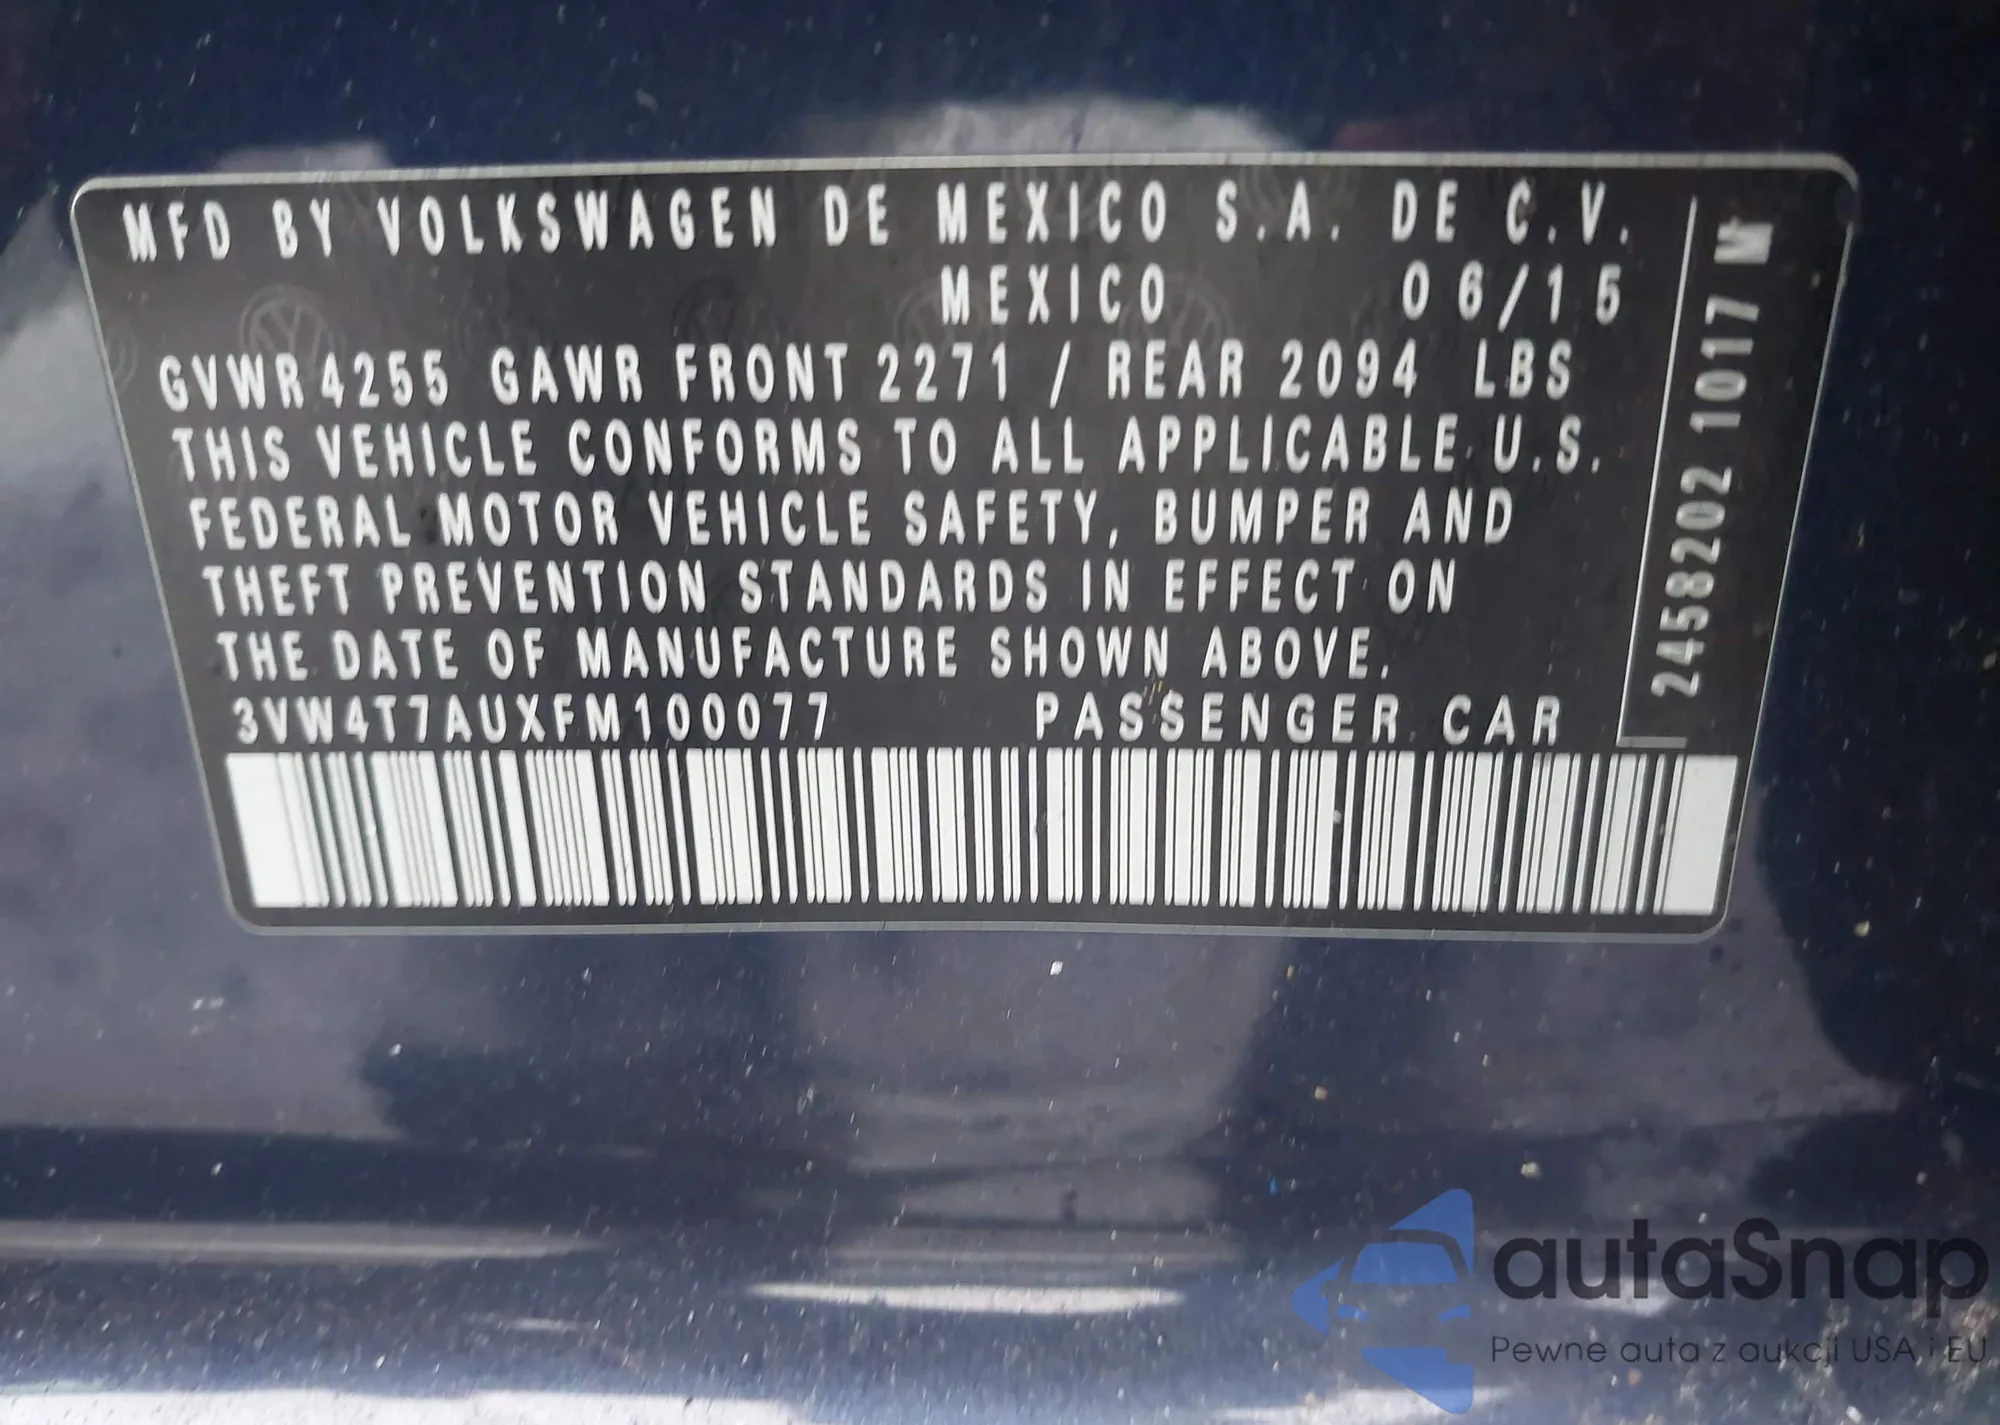 MFD BY VOLKSWAGEN DE MEXICO S.A. DE C.V.
MEXICO 06/15
GVWR 4255 GAWR FRONT 2271 / REAR 2094 LBS
THIS VEHICLE CONFORMS TO ALL APPLICABLE U.S.
FEDERAL MOTOR VEHICLE SAFETY, BUMPER AND
THEFT PREVENTION STANDARDS IN EFFECT ON
THE DATE OF MANUFACTURE SHOWN ABOVE.
3VW4T7AUXFM100077 PASSENGER CAR
2458202 1017 M
autaSnap
Pewne auta z aukcji USA i EU